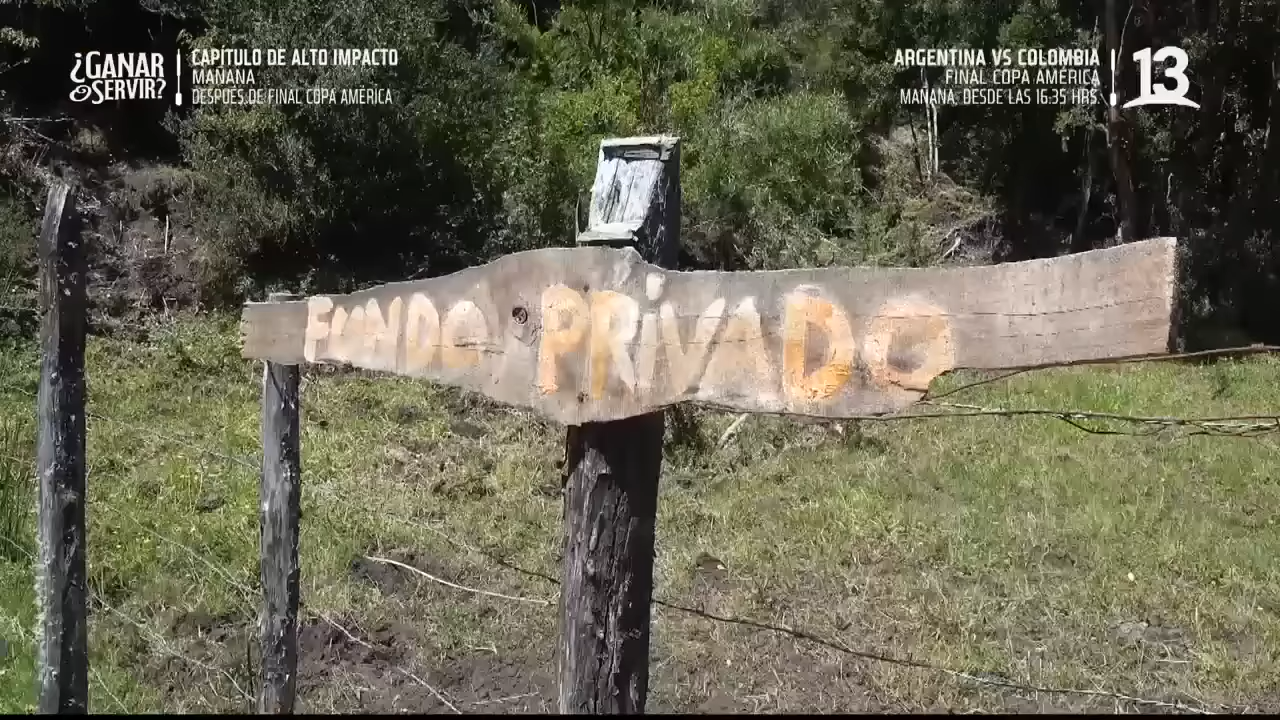 ¿GANAR
O SERVIR?
CAPÍTULO DE ALTO IMPACTO
MAÑANA
DESPUÉS DE FINAL COPA AMÉRICA
ARGENTINA VS COLOMBIA
FINAL COPA AMÉRICA
MAÑANA, DESDE LAS 16:35 HRS.
13
FUNDO PRiVADO